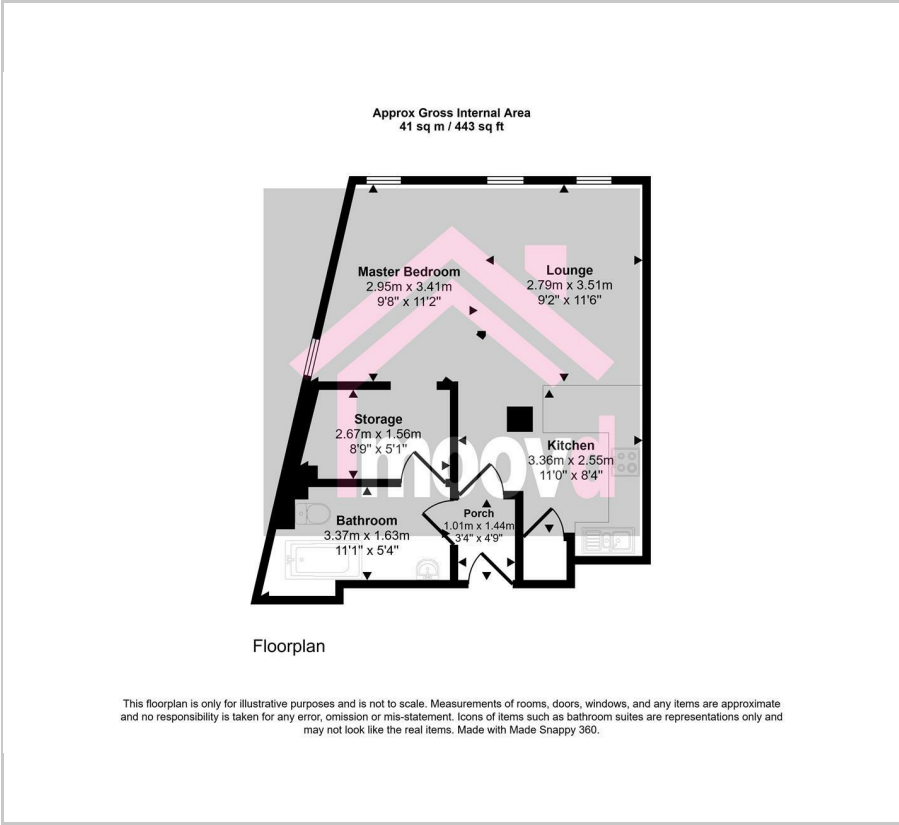 Approx Gross Internal Area
41 sq m / 443 sq ft
Master Bedroom
2.95m x 3.41m
9'8" x 11'2"
Lounge
2.79m x 3.51m
9'2" x 11'6"
Storage
2.67m x 1.56m
8'9" x 5'1"
Kitchen
3.36m x 2.55m
11'0" x 8'4"
moovd
Bathroom
3.37m x 1.63m
11'1" x 5'4"
Porch
1.01m x 1.44m
3'4" x 4'9"
Floorplan
This floorplan is only for illustrative purposes and is not to scale. Measurements of rooms, doors, windows, and any items are approximate
and no responsibility is taken for any error, omission or mis-statement. Icons of items such as bathroom suites are representations only and
may not look like the real items. Made with Made Snappy 360.